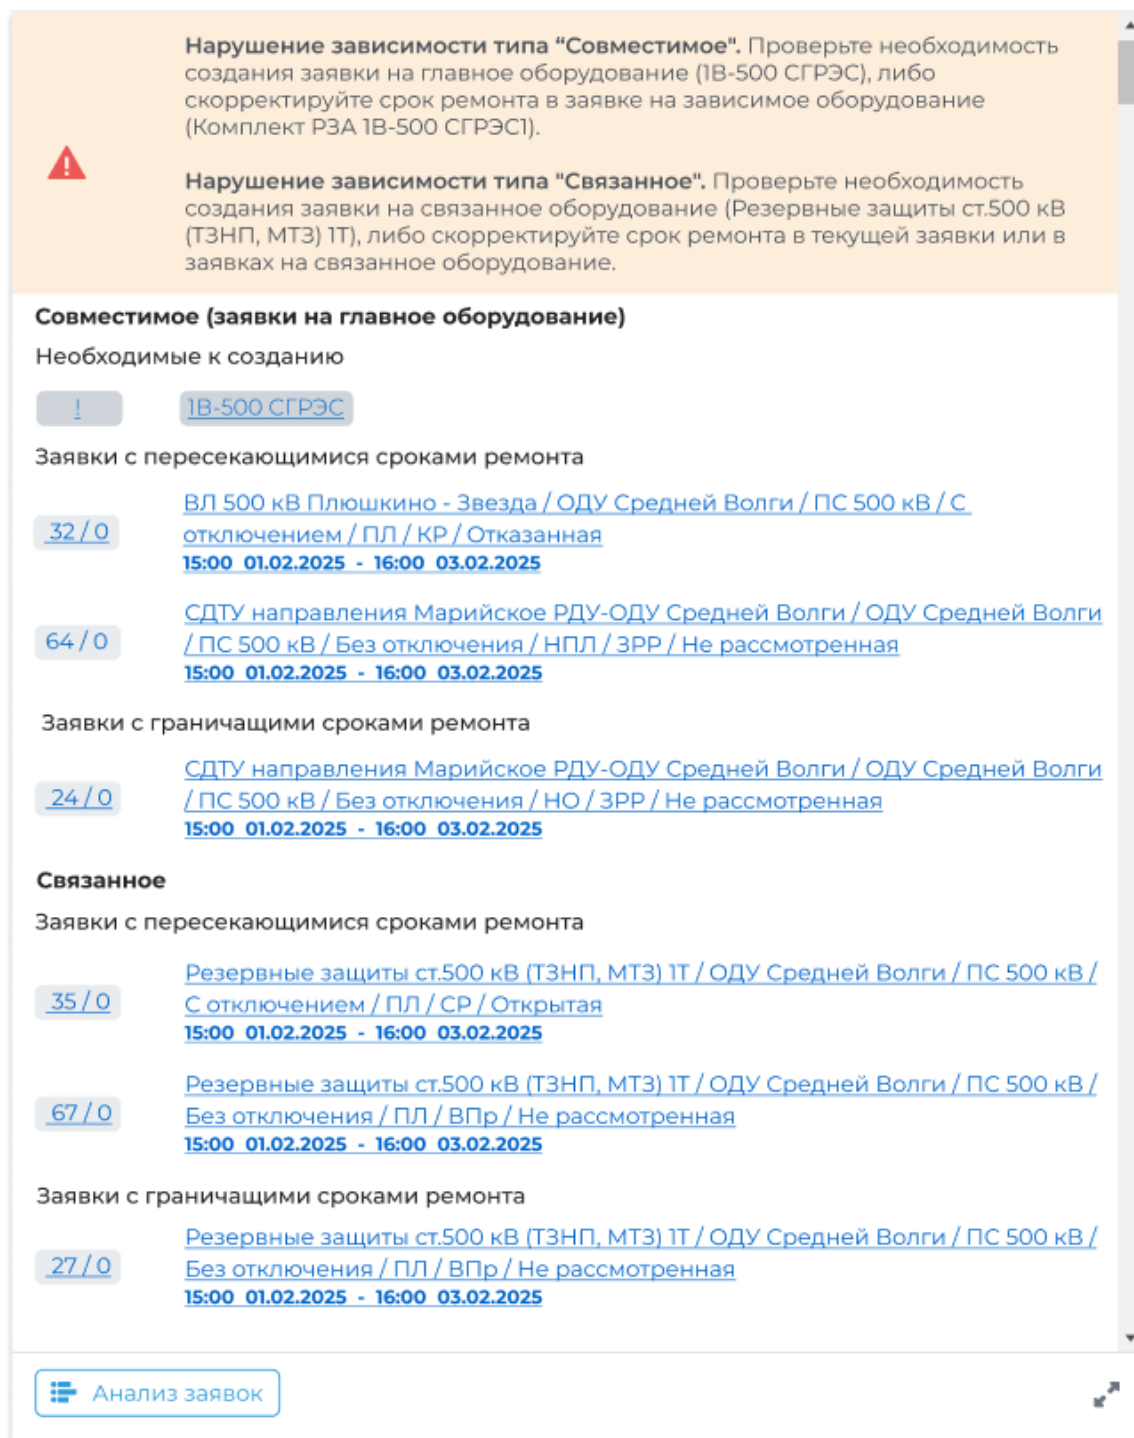 Нарушение зависимости типа “Совместимое". Проверьте необходимость
создания заявки на главное оборудование (1В-500 СГРЭС), либо
скорректируйте срок ремонта в заявке на зависимое оборудование
(Комплект РЗА 1В-500 СГРЭС1).
Нарушение зависимости типа "Связанное". Проверьте необходимость
создания заявки на связанное оборудование (Резервные защиты ст.500 кВ
(ТЗНП, МТЗ) 1Т), либо скорректируйте срок ремонта в текущей заявки или в
заявках на связанное оборудование.
Совместимое (заявки на главное оборудование)
Необходимые к созданию
! 1В-500 СГРЭС
Заявки с пересекающимися сроками ремонта
ВЛ 500 кВ Плюшкино - Звезда / ОДУ Средней Волги / ПС 500 кВ / С
32 / 0 отключением / ПЛ / КР / Отказанная
15:00 01.02.2025 - 16:00 03.02.2025
СДТУ направления Марийское РДУ-ОДУ Средней Волги / ОДУ Средней Волги
64 / 0 / ПС 500 кВ / Без отключения / НПЛ / ЗРР / Не рассмотренная
15:00 01.02.2025 - 16:00 03.02.2025
Заявки с граничащими сроками ремонта
СДТУ направления Марийское РДУ-ОДУ Средней Волги / ОДУ Средней Волги
24 / 0 / ПС 500 кВ / Без отключения / НО / ЗРР / Не рассмотренная
15:00 01.02.2025 - 16:00 03.02.2025
Связанное
Заявки с пересекающимися сроками ремонта
Резервные защиты ст.500 кВ (ТЗНП, МТЗ) 1Т / ОДУ Средней Волги / ПС 500 кВ /
35 / 0 С отключением / ПЛ / СР / Открытая
15:00 01.02.2025 - 16:00 03.02.2025
Резервные защиты ст.500 кВ (ТЗНП, МТЗ) 1Т / ОДУ Средней Волги / ПС 500 кВ /
67 / 0 Без отключения / ПЛ / ВПр / Не рассмотренная
15:00 01.02.2025 - 16:00 03.02.2025
Заявки с граничащими сроками ремонта
Резервные защиты ст.500 кВ (ТЗНП, МТЗ) 1Т / ОДУ Средней Волги / ПС 500 кВ /
27 / 0 Без отключения / ПЛ / ВПр / Не рассмотренная
15:00 01.02.2025 - 16:00 03.02.2025
Анализ заявок